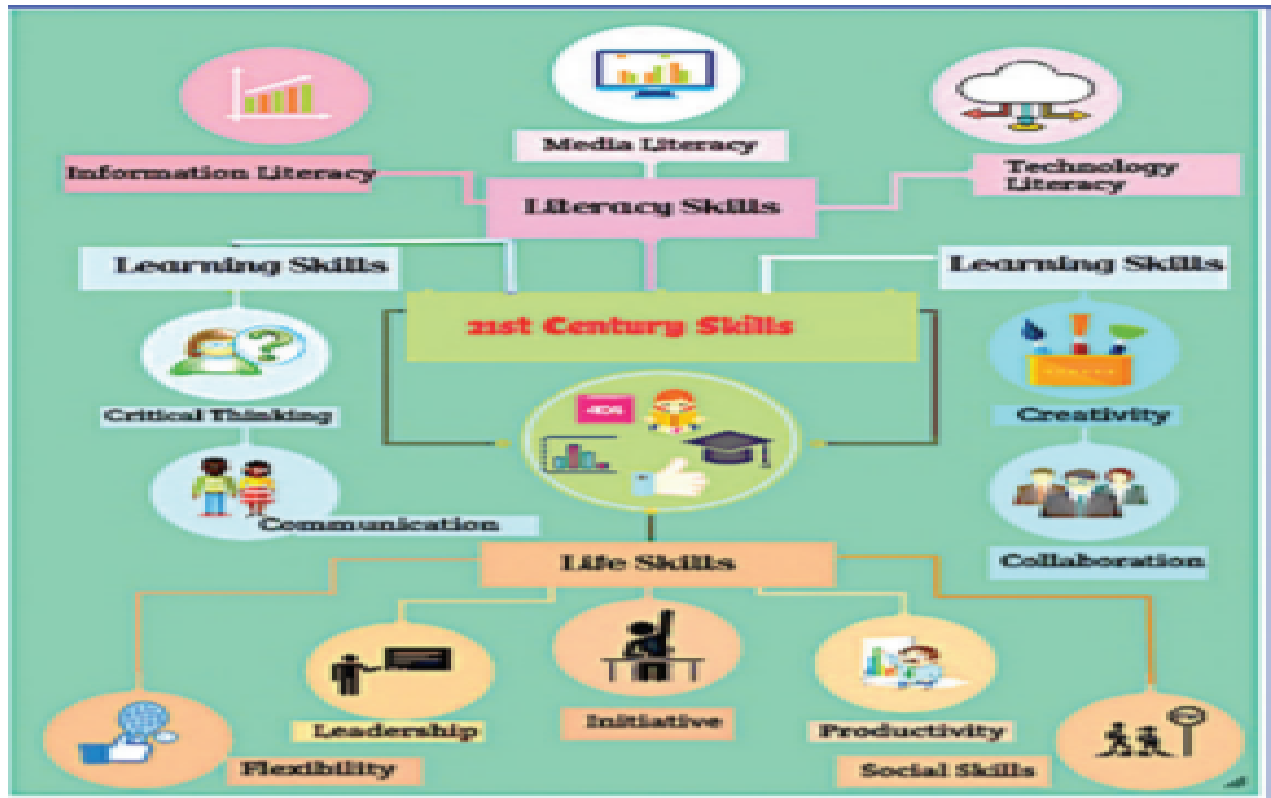 Media Literacy
Information Literacy
Technology
Literacy
Literacy Skills
Learning Skills
Learning Skills
21st Century Skills
404
Critical Thinking
Creativity
Communication
Collaboration
Life Skills
Leadership
Initiative
Productivity
Flexibility
Social Skills